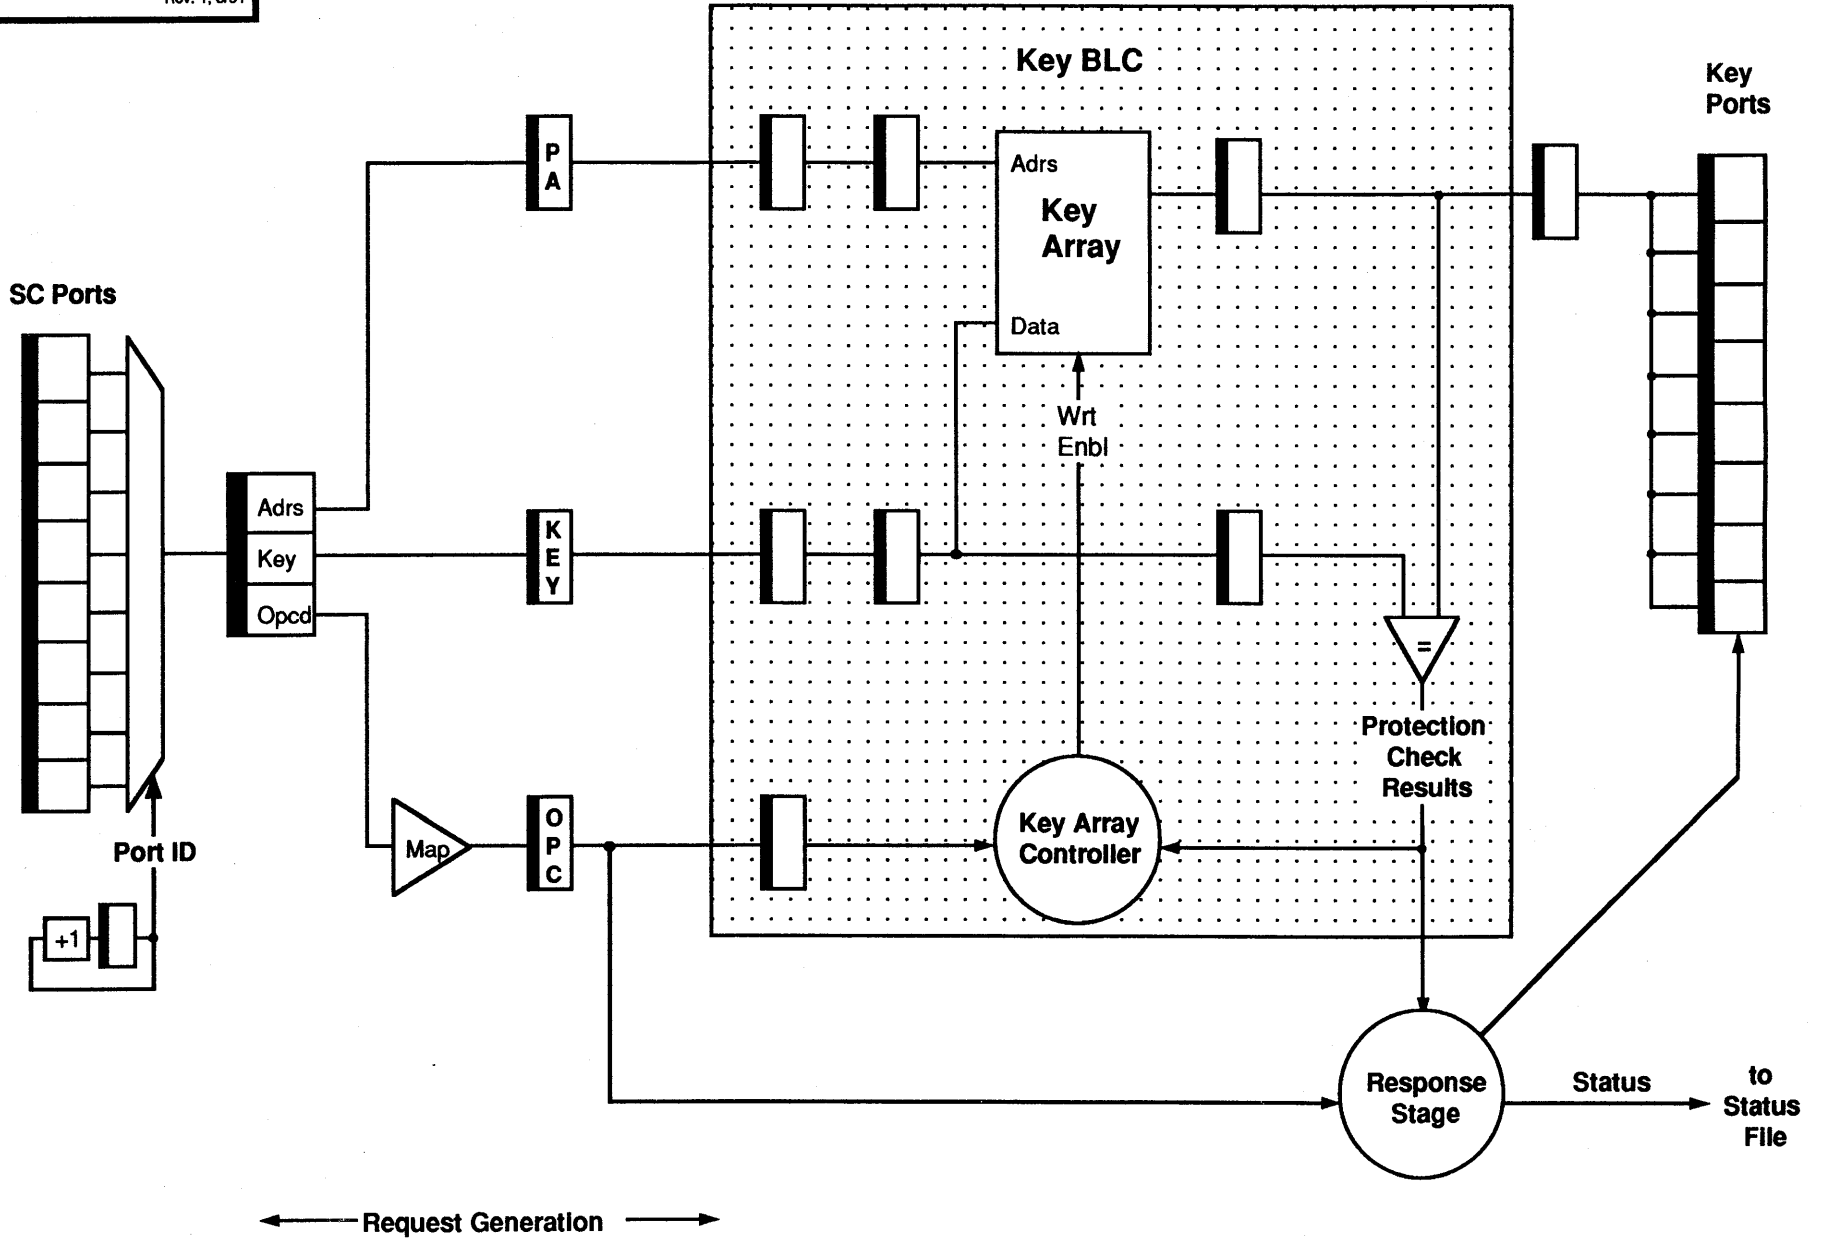 Key BLC
Key
Ports
P
A
Adrs
Key
Array
Data
SC Ports
Wrt
Enbl
Adrs
Key
Opcd
K
E
Y
=
Protection
Check
Results
Map
O
P
C
Key Array
Controller
Port ID
+1
Response
Stage
Status
to
Status
File
Request Generation